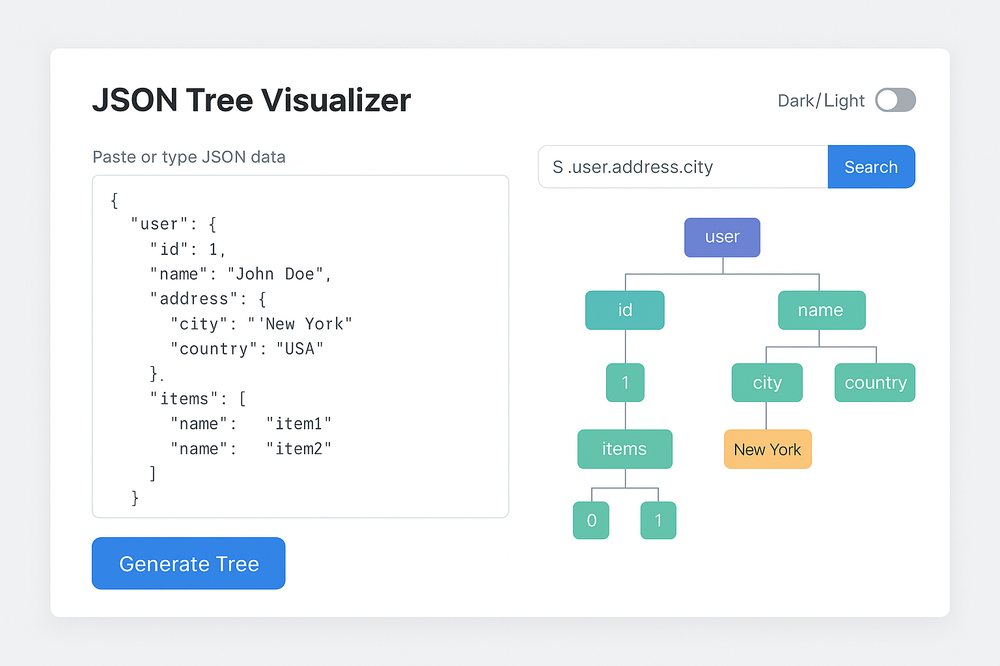 JSON Tree Visualizer
Dark/Light
Paste or type JSON data
{
"user": {
"id": 1,
"name": "John Doe",
"address": {
"city": "'New York"
"country": "USA"
}.
"items": [
"name": "item1"
"name": "item2"
]
}
Generate Tree
S .user.address.city
Search
user
id
name
1
city
country
items
New York
0
1